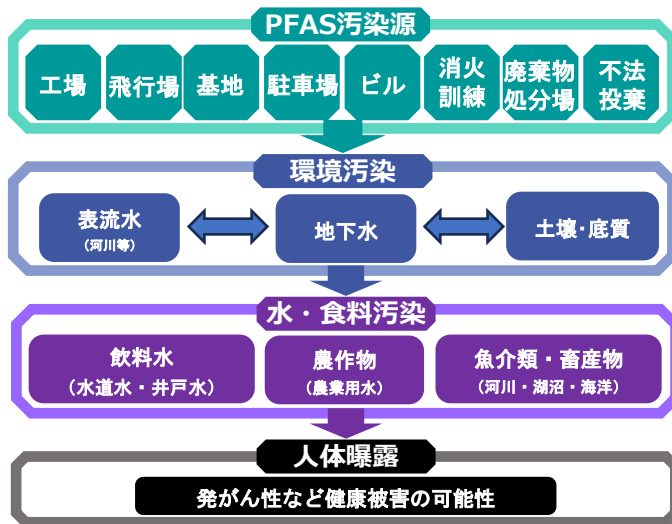 PFAS汚染源
工場 飛行場 基地 駐車場 ビル 消火訓練 廃棄物処分場 不法投棄
環境汚染
表流水
(河川等)
地下水
土壌・底質
水・食料汚染
飲料水
(水道水・井戸水)
農作物
(農業用水)
魚介類・畜産物
(河川・湖沼・海洋)
人体曝露
発がん性など健康被害の可能性